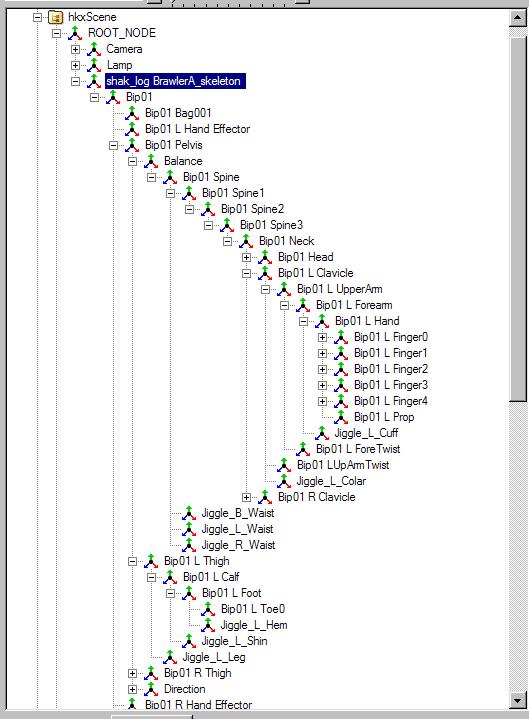 hkxScene
ROOT_NODE
Camera
Lamp
shak_log BrawlerA_skeleton
Bip01
Bip01 Bag001
Bip01 L Hand Effector
Bip01 Pelvis
Balance
Bip01 Spine
Bip01 Spine1
Bip01 Spine2
Bip01 Spine3
Bip01 Neck
Bip01 Head
Bip01 L Clavicle
Bip01 L UpperArm
Bip01 L Forearm
Bip01 L Hand
Bip01 L Finger0
Bip01 L Finger1
Bip01 L Finger2
Bip01 L Finger3
Bip01 L Finger4
Bip01 L Prop
Jiggle_L_Cuff
Bip01 L ForeTwist
Bip01 LUpArmTwist
Jiggle_L_Colar
Bip01 R Clavicle
Jiggle_B_Waist
Jiggle_L_Waist
Jiggle_R_Waist
Bip01 L Thigh
Bip01 L Calf
Bip01 L Foot
Bip01 L Toe0
Jiggle_L_Hem
Jiggle_L_Shin
Jiggle_L_Leg
Bip01 R Thigh
Direction
Bip01 R Hand Effector